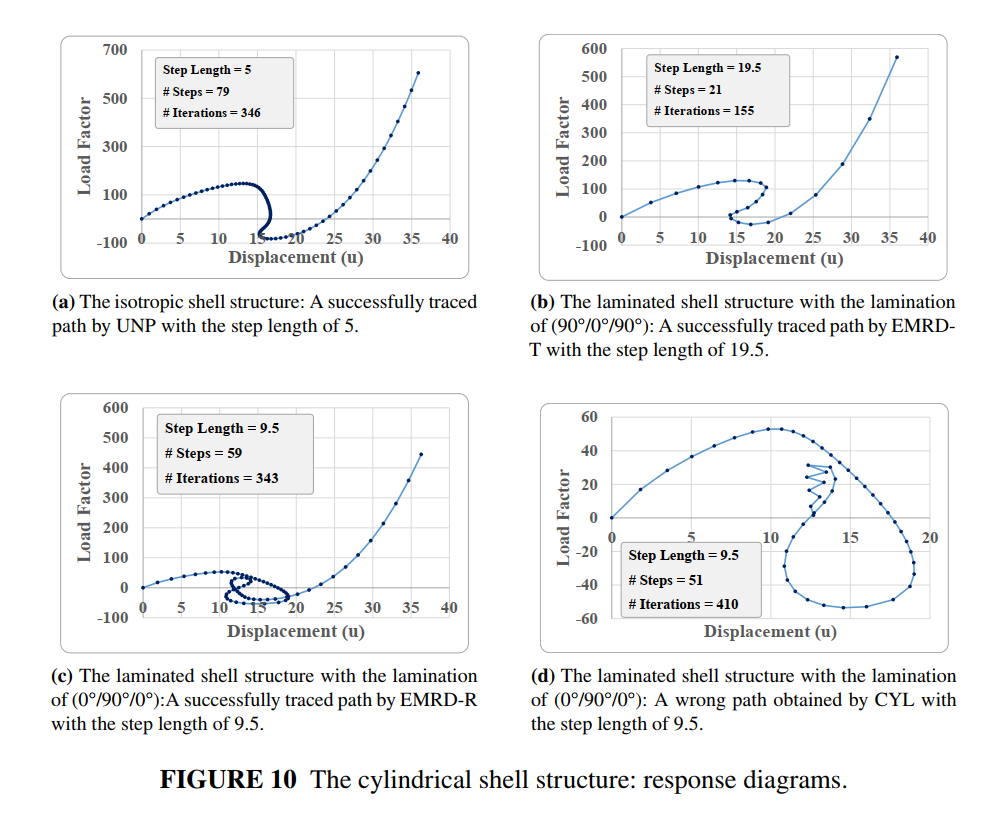 700
500
300
100
-100
Load Factor
Step Length = 5
# Steps = 79
# Iterations = 346
0 5 10 15 20 25 30 35 40
Displacement (u)
(a) The isotropic shell structure: A successfully traced
path by UNP with the step length of 5.
600
500
400
300
200
100
0
-100
Load Factor
Step Length = 19.5
# Steps = 21
# Iterations = 155
0 5 10 15 20 25 30 35 40
Displacement (u)
(b) The laminated shell structure with the lamination
of (90°/0°/90°): A successfully traced path by EMRD-
T with the step length of 19.5.
600
500
400
300
200
100
0
-100
Load Factor
Step Length = 9.5
# Steps = 59
# Iterations = 343
0 5 10 15 20 25 30 35 40
Displacement (u)
(c) The laminated shell structure with the lamination
of (0°/90°/0°):A successfully traced path by EMRD-R
with the step length of 9.5.
60
40
20
0
-20
-40
-60
Load Factor
0 5 10 15 20
Step Length = 9.5
# Steps = 51
# Iterations = 410
Displacement (u)
(d) The laminated shell structure with the lamination
of (0°/90°/0°): A wrong path obtained by CYL with
the step length of 9.5.
FIGURE 10 The cylindrical shell structure: response diagrams.